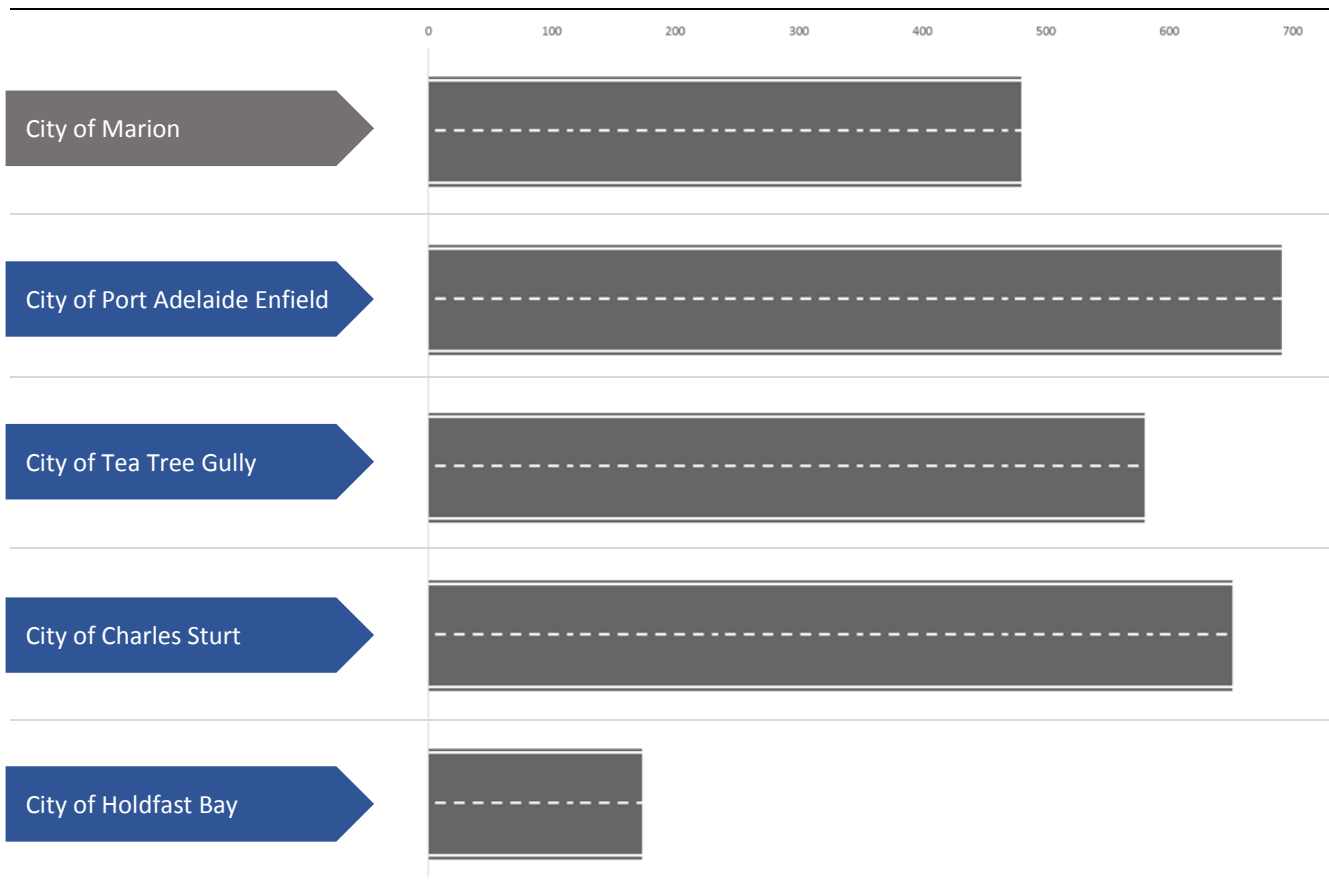 0 100 200 300 400 500 600 700
City of Marion
City of Port Adelaide Enfield
City of Tea Tree Gully
City of Charles Sturt
City of Holdfast Bay